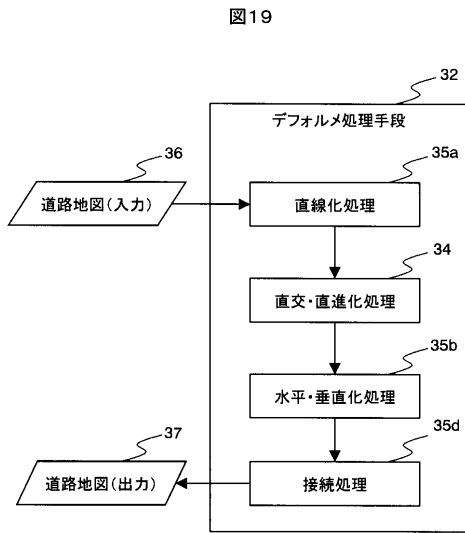 図19
32
デフォルメ処理手段
36
35a
道路地図(入力)
直線化処理
34
直交・直進化処理
35b
水平・垂直化処理
37
35d
道路地図(出力)
接続処理